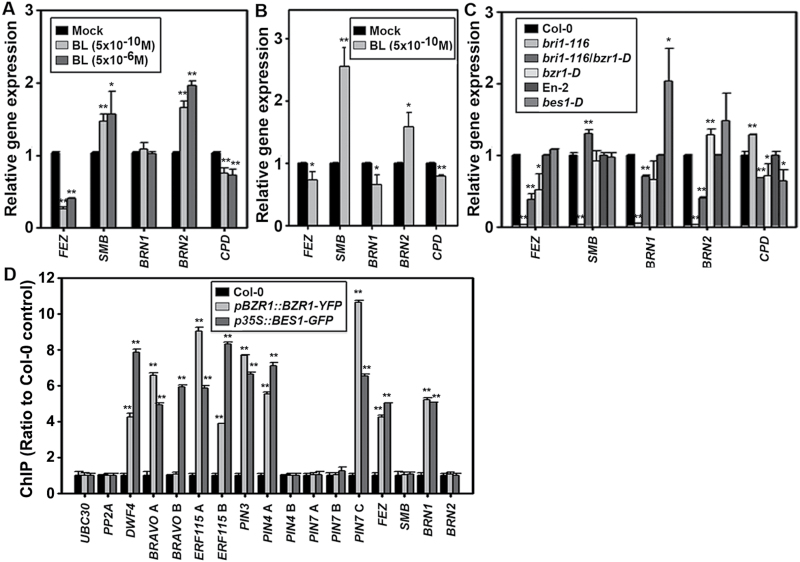 A
Relative gene expression
3
2
1
0
Mock
BL (5x10-10M)
BL (5x10-6M)
** ** ** * ** ** ** **
FEZ SMB BRN1 BRN2 CPD
B
Relative gene expression
3
2
1
0
Mock
BL (5x10-10M)
* ** * * **
FEZ SMB BRN1 BRN2 CPD
C
Relative gene expression
3
2
1
0
Col-0
bri1-116
bri1-116/bzr1-D
bzr1-D
En-2
bes1-D
** ** * ** ** ** ** * ** ** ** ** * *
FEZ SMB BRN1 BRN2 CPD
D
ChIP (Ratio to Col-0 control)
12
10
8
6
4
2
0
Col-0
pBZR1::BZR1-YFP
p35S::BES1-GFP
** ** ** ** ** ** ** ** ** ** ** ** ** ** ** ** ** ** **
UBC30 PP2A DWF4 BRAVO A BRAVO B ERF115 A ERF115 B PIN3 PIN4 A PIN4 B PIN7 A PIN7 B PIN7 C FEZ SMB BRN1 BRN2